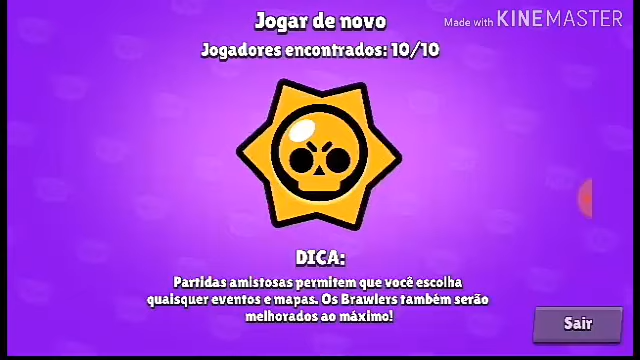 Jogar de novo
Made with KINEMASTER
Jogadores encontrados: 10/10
DICA:
Partidas amistosas permitem que você escolha
quaisquer eventos e mapas. Os Brawlers também serão
melhorados ao máximo!
Sair